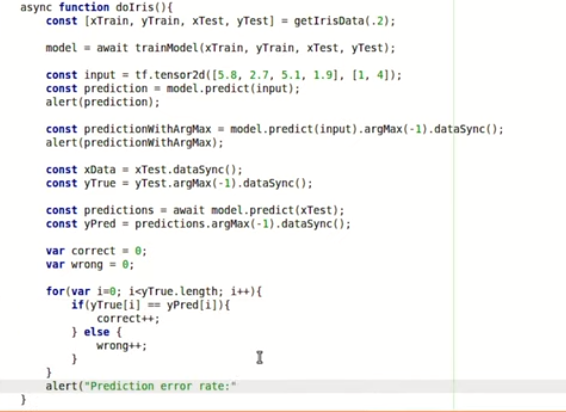 async function doIris(){
const [xTrain, yTrain, xTest, yTest] = getIrisData(.2);
model = await trainModel(xTrain, yTrain, xTest, yTest);
const input = tf.tensor2d([5.8, 2.7, 5.1, 1.9], [1, 4]);
const prediction = model.predict(input);
alert(prediction);
const predictionWithArgMax = model.predict(input).argMax(-1).dataSync();
alert(predictionWithArgMax);
const xData = xTest.dataSync();
const yTrue = yTest.argMax(-1).dataSync();
const predictions = await model.predict(xTest);
const yPred = predictions.argMax(-1).dataSync();
var correct = 0;
var wrong = 0;
for(var i=0; i<yTrue.length; i++){
if(yTrue[i] == yPred[i]){
correct++;
} else {
wrong++;
}
}
alert("Prediction error rate:"
}